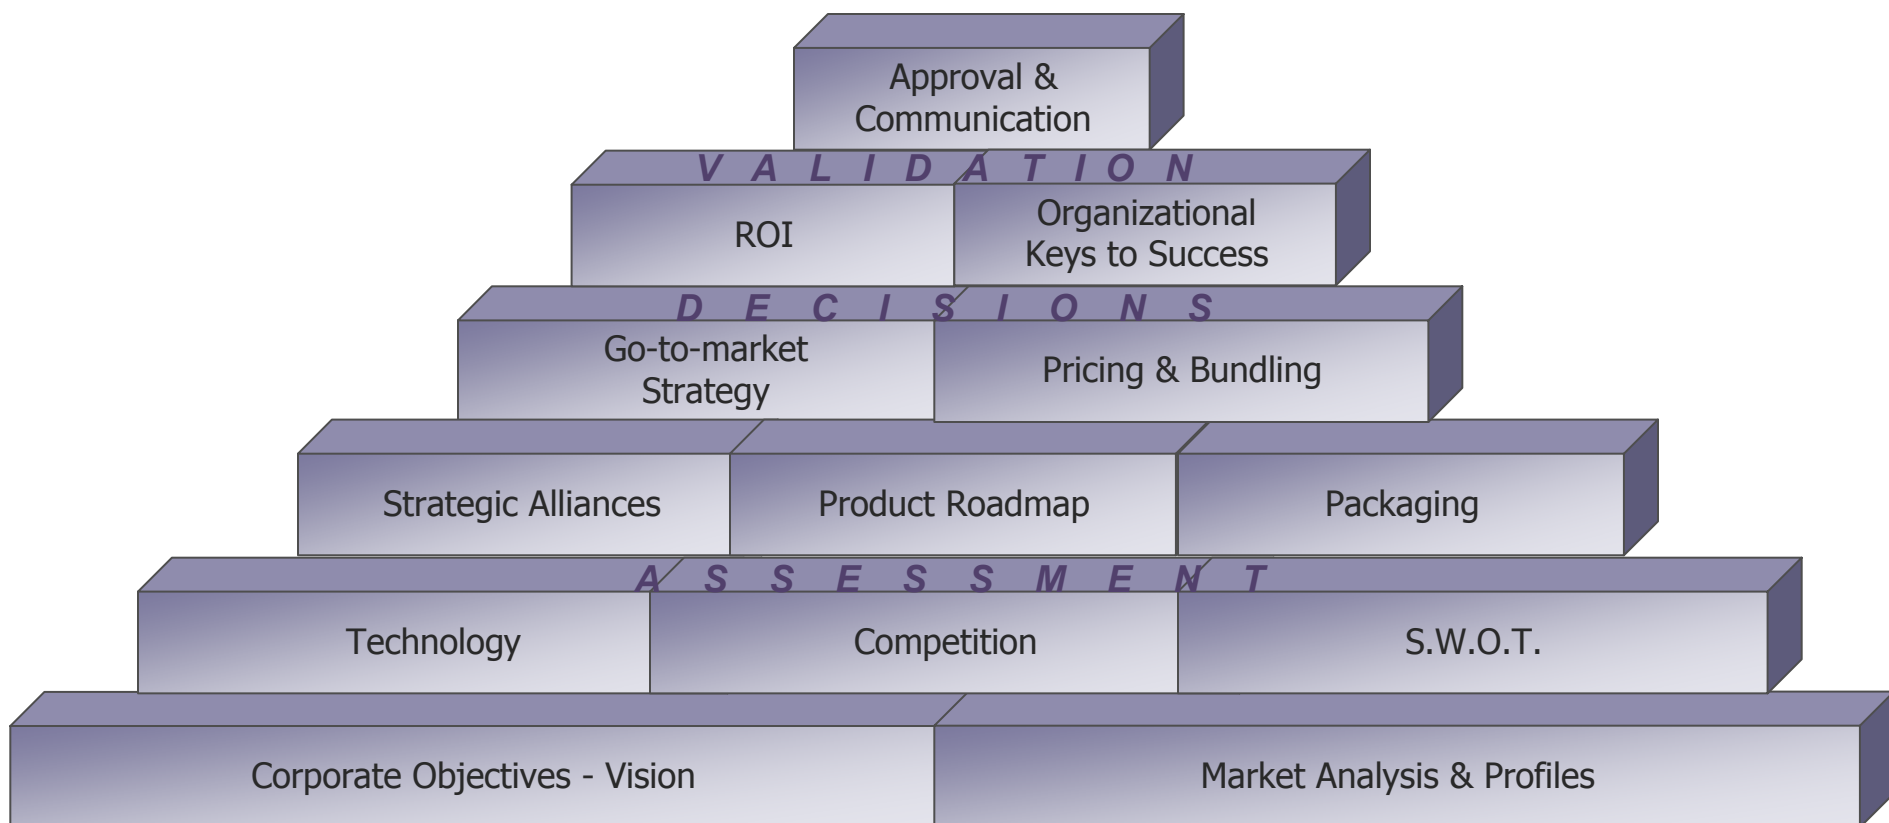 Approval &
Communication
V A L I D A T I O N
ROI
Organizational
Keys to Success
D E C I S I O N S
Go-to-market
Strategy
Pricing & Bundling
Strategic Alliances
Product Roadmap
Packaging
A S S E S S M E N T
Technology
Competition
S.W.O.T.
Corporate Objectives - Vision
Market Analysis & Profiles